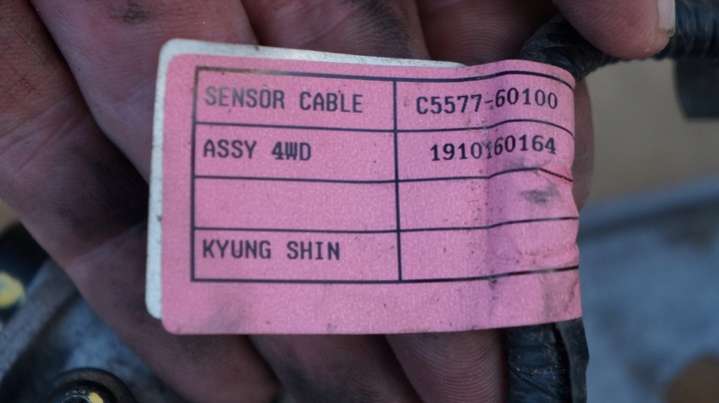 SENSOR CABLE C5577-60100
ASSY 4WD 1910160164
KYUNG SHIN